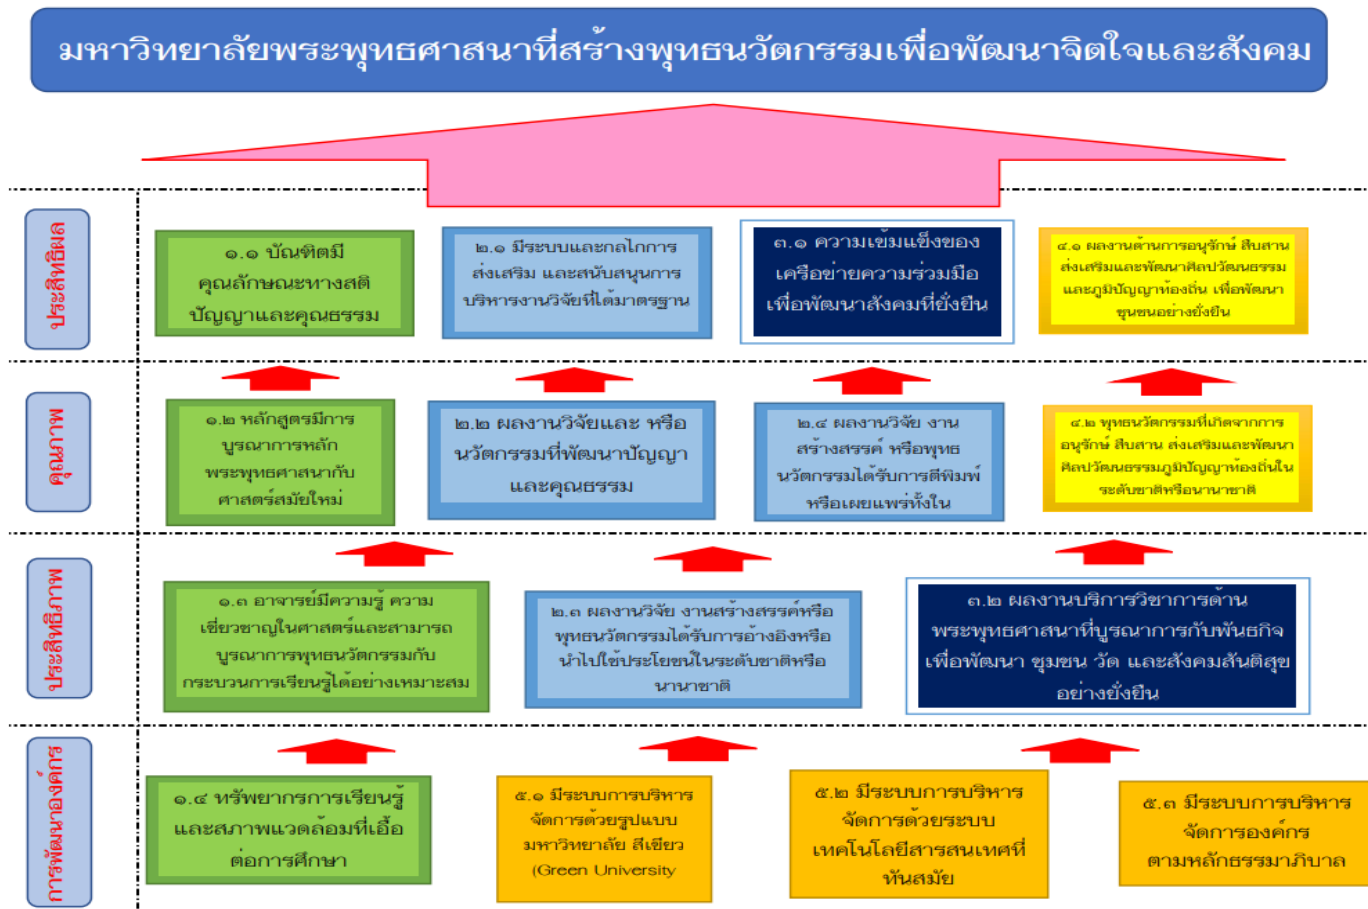 มหาวิทยาลัยพระพุทธศาสนาที่สร้างพุทธนวัตกรรมเพื่อพัฒนาจิตใจและสังคม
ประสิทธิผล
๑.๑ บัณฑิตมี
คุณลักษณะทางสติ
ปัญญาและคุณธรรม
๒.๑ มีระบบและกลไกการ
ส่งเสริม และสนับสนุนการ
บริหารงานวิจัยที่ได้มาตรฐาน
๓.๑ ความเข้มแข็งของ
เครือข่ายความร่วมมือ
เพื่อพัฒนาสังคมที่ยั่งยืน
๔.๑ ผลงานด้านการอนุรักษ์ สืบสาน
ส่งเสริมและพัฒนาศิลปวัฒนธรรม
และภูมิปัญญาท้องถิ่น เพื่อพัฒนา
ชุมชนอย่างยั่งยืน
คุณภาพ
๑.๒ หลักสูตรมีการ
บูรณาการหลัก
พระพุทธศาสนากับ
ศาสตร์สมัยใหม่
๒.๒ ผลงานวิจัยและ หรือ
นวัตกรรมที่พัฒนาปัญญา
และคุณธรรม
๒.๔ ผลงานวิจัย งาน
สร้างสรรค์ หรือพุทธ
นวัตกรรมได้รับการตีพิมพ์
หรือเผยแพร่ทั้งใน
๔.๒ พุทธนวัตกรรมที่เกิดจากการ
อนุรักษ์ สืบสาน ส่งเสริมและพัฒนา
ศิลปวัฒนธรรมภูมิปัญญาท้องถิ่นใน
ระดับชาติหรือนานาชาติ
ประสิทธิภาพ
๑.๓ อาจารย์มีความรู้ ความ
เชี่ยวชาญในศาสตร์และสามารถ
บูรณาการพุทธนวัตกรรมกับ
กระบวนการเรียนรู้ได้อย่างเหมาะสม
๒.๓ ผลงานวิจัย งานสร้างสรรค์หรือ
พุทธนวัตกรรมได้รับการอ้างอิงหรือ
นำไปใช้ประโยชน์ในระดับชาติหรือ
นานาชาติ
๓.๒ ผลงานบริการวิชาการด้าน
พระพุทธศาสนาที่บูรณาการกับพันธกิจ
เพื่อพัฒนา ชุมชน วัด และสังคมสันติสุข
อย่างยั่งยืน
การพัฒนาองค์กร
๑.๔ ทรัพยากรการเรียนรู้
และสภาพแวดล้อมที่เอื้อ
ต่อการศึกษา
๕.๑ มีระบบการบริหาร
จัดการด้วยรูปแบบ
มหาวิทยาลัย สีเขียว
(Green University
๕.๒ มีระบบการบริหาร
จัดการด้วยระบบ
เทคโนโลยีสารสนเทศที่
ทันสมัย
๕.๓ มีระบบการบริหาร
จัดการองค์กร
ตามหลักธรรมาภิบาล